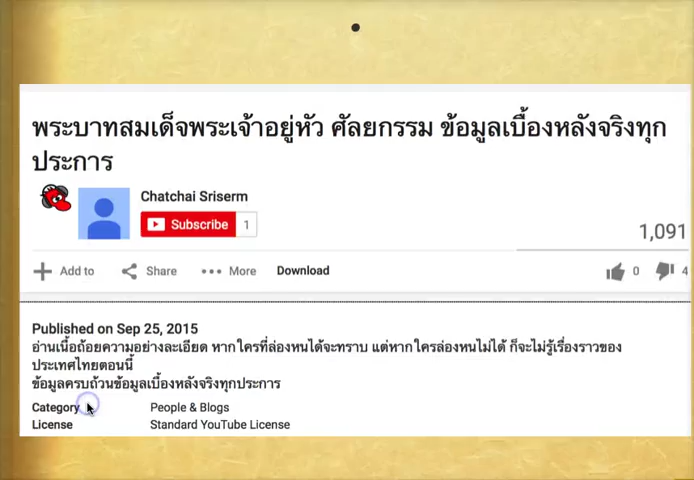 พระบาทสมเด็จพระเจ้าอยู่หัว ศัลยกรรม ข้อมูลเบื้องหลังจริงทุก
ประการ
Chatchai Sriserm
Subscribe 1
1,091
Add to Share More Download 0 4
Published on Sep 25, 2015
อ่านเนื้อถ้อยความอย่างละเอียด หากใครที่ล่องหนได้จะทราบ แต่หากใครล่องหนไม่ได้ ก็จะไม่รู้เรื่องราวของ
ประเทศไทยตอนนี้
ข้อมูลครบถ้วนข้อมูลเบื้องหลังจริงทุกประการ
Category People & Blogs
License Standard YouTube License